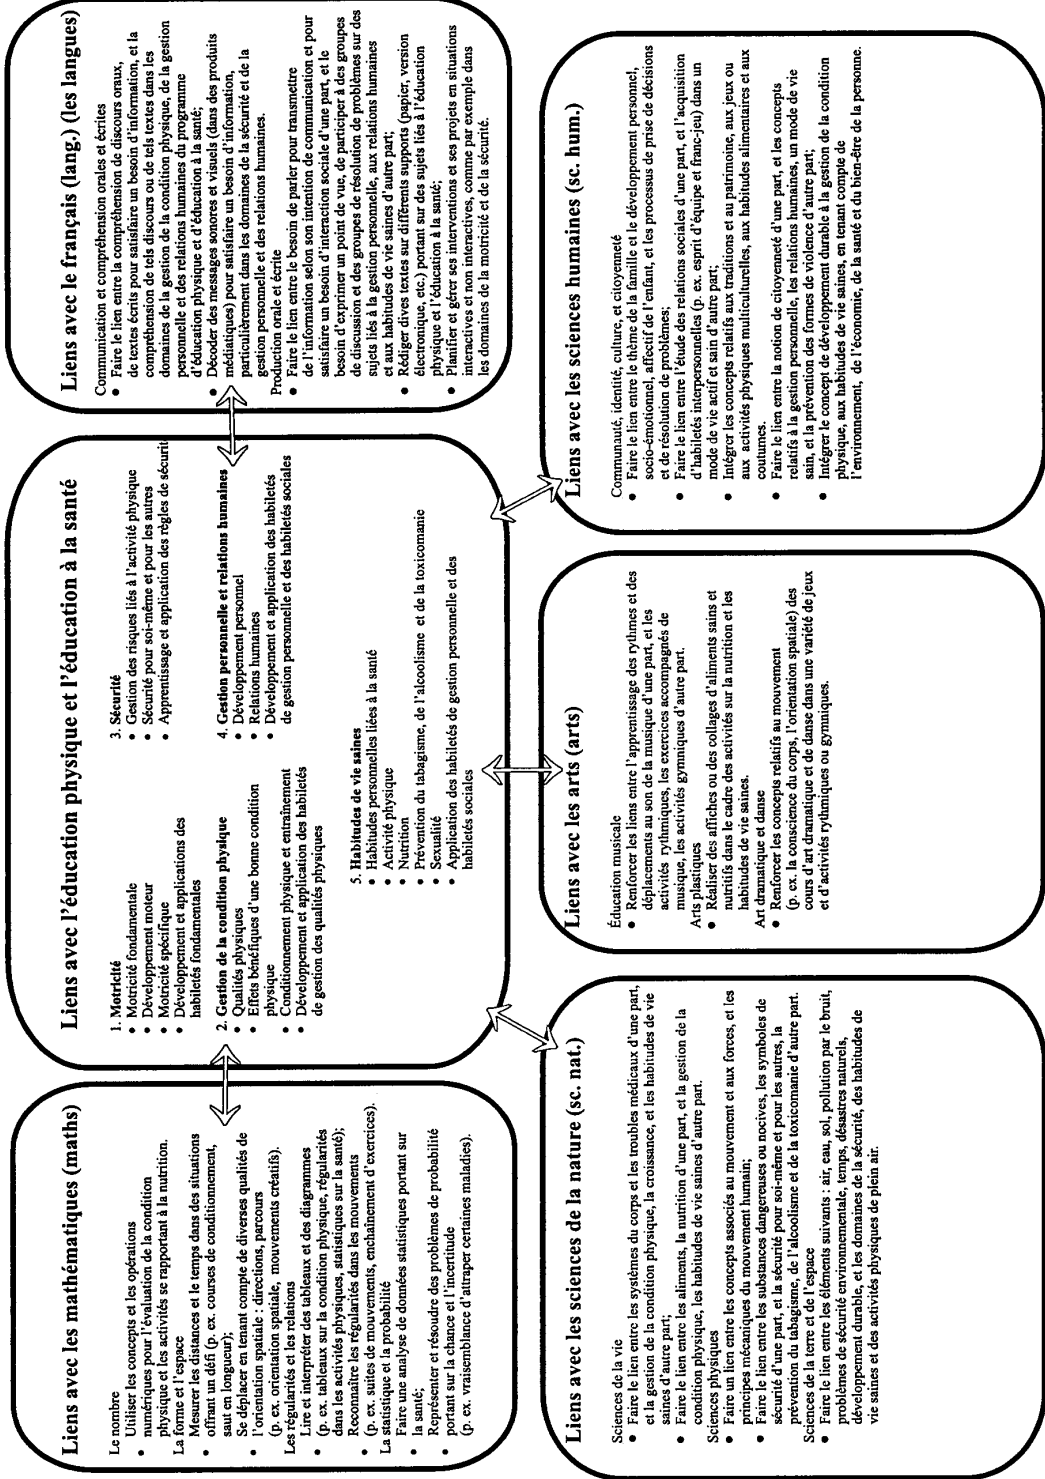 Liens avec les mathématiques (maths)
Le nombre
Utiliser les concepts et les opérations
• numériques pour l'évaluation de la condition
physique et les activités se rapportant à la nutrition.
La forme et l'espace
Mesurer les distances et le temps dans des situations
• offrant un défi (p. ex. courses de conditionnement,
saut en longueur);
Se déplacer en tenant compte de diverses qualités de
• l'orientation spatiale : directions, parcours
(p. ex. orientation spatiale, mouvements créatifs).
Les régularités et les relations
Lire et interpréter des tableaux et des diagrammes
• (p. ex. tableaux sur la condition physique, régularités
dans les activités physiques, statistiques sur la santé);
Reconnaître les régularités dans les mouvements
• (p. ex. suites de mouvements, enchaînement d'exercices).
La statistique et la probabilité
Faire une analyse de données statistiques portant sur
• la santé;
Représenter et résoudre des problèmes de probabilité
• portant sur la chance et l'incertitude
(p. ex. vraisemblance d'attraper certaines maladies).
Liens avec l'éducation physique et l'éducation à la santé
1. Motricité
• Motricité fondamentale
• Développement moteur
• Motricité spécifique
• Développement et applications des
habiletés fondamentales
2. Gestion de la condition physique
• Qualités physiques
• Effets bénéfiques d'une bonne condition
physique
• Conditionnement physique et entraînement
• Développement et application des habiletés
de gestion des qualités physiques
3. Sécurité
• Gestion des risques liés à l'activité physique
• Sécurité pour soi-même et pour les autres
• Apprentissage et application des règles de sécurit
4. Gestion personnelle et relations humaines
• Développement personnel
• Relations humaines
• Développement et application des habiletés
de gestion personnelle et des habiletés sociales
5. Habitudes de vie saines
• Habitudes personnelles liées à la santé
• Activité physique
• Nutrition
• Prévention du tabagisme, de l'alcoolisme et de la toxicomanie
• Sexualité
• Application des habiletés de gestion personnelle et des
habiletés sociales
Liens avec le français (lang.) (les langues)
Communication et compréhension orales et écrites
• Faire le lien entre la compréhension de discours oraux,
de textes écrits pour satisfaire un besoin d'information, et la
compréhension de tels discours ou de tels textes dans les
domaines de la gestion de la condition physique, de la gestion
personnelle et des relations humaines du programme
d'éducation physique et d'éducation à la santé;
• Décoder des messages sonores et visuels (dans des produits
médiatiques) pour satisfaire un besoin d'information,
particulièrement dans les domaines de la sécurité et de la
gestion personnelle et des relations humaines.
Production orale et écrite
• Faire le lien entre le besoin de parler pour transmettre
de l'information selon son intention de communication et pour
satisfaire un besoin d'interaction sociale d'une part, et le
besoin d'exprimer un point de vue, de participer à des groupes
de discussion et des groupes de résolution de problèmes sur des
sujets liés à la gestion personnelle, aux relations humaines
et aux habitudes de vie saines d'autre part;
• Rédiger divers textes sur différents supports (papier, version
électronique, etc.) portant sur des sujets liés à l'éducation
physique et l'éducation à la santé;
• Planifier et gérer ses interventions et ses projets en situations
interactives et non interactives, comme par exemple dans
les domaines de la motricité et de la sécurité.
Liens avec les sciences de la nature (sc. nat.)
Sciences de la vie
• Faire le lien entre les systèmes du corps et les troubles médicaux d'une part,
et la gestion de la condition physique, la croissance, et les habitudes de vie
saines d'autre part;
• Faire le lien entre les aliments, la nutrition d'une part, et la gestion de la
condition physique, les habitudes de vie saines d'autre part.
Sciences physiques
• Faire un lien entre les concepts associés au mouvement et aux forces, et les
principes mécaniques du mouvement humain;
• Faire le lien entre les substances dangereuses ou nocives, les symboles de
sécurité d'une part, et la sécurité pour soi-même et pour les autres, la
prévention du tabagisme, de l'alcoolisme et de la toxicomanie d'autre part.
Sciences de la terre et de l'espace
• Faire le lien entre les éléments suivants : air, eau, sol, pollution par le bruit,
problèmes de sécurité environnementale, temps, désastres naturels,
développement durable, et les domaines de la sécurité, des habitudes de
vie saines et des activités physiques de plein air.
Liens avec les arts (arts)
Éducation musicale
• Renforcer les liens entre l'apprentissage des rythmes et des
déplacements au son de la musique d'une part, et les
activités rythmiques, les exercices accompagnés de
musique, les activités gymniques d'autre part.
Arts plastiques
• Réaliser des affiches ou des collages d'aliments sains et
nutritifs dans le cadre des activités sur la nutrition et les
habitudes de vie saines.
Art dramatique et danse
• Renforcer les concepts relatifs au mouvement
(p. ex. la conscience du corps, l'orientation spatiale) des
cours d'art dramatique et de danse dans une variété de jeux
et d'activités rythmiques ou gymniques.
Liens avec les sciences humaines (sc. hum.)
Communauté, identité, culture, et citoyenneté
• Faire le lien entre le thème de la famille et le développement personnel,
socio-émotionnel, affectif de l'enfant, et les processus de prise de décisions
et de résolution de problèmes;
• Faire le lien entre l'étude des relations sociales d'une part, et l'acquisition
d'habiletés interpersonnelles (p. ex. esprit d'équipe et franc-jeu) dans un
mode de vie actif et sain d'autre part;
• Intégrer les concepts relatifs aux traditions et au patrimoine, aux jeux ou
aux activités physiques multiculturelles, aux habitudes alimentaires et aux
coutumes.
• Faire le lien entre la notion de citoyenneté d'une part, et les concepts
relatifs à la gestion personnelle, les relations humaines, un mode de vie
sain, et la prévention des formes de violence d'autre part;
• Intégrer le concept de développement durable à la gestion de la condition
physique, aux habitudes de vie saines, en tenant compte de
l'environnement, de l'économie, de la santé et du bien-être de la personne.